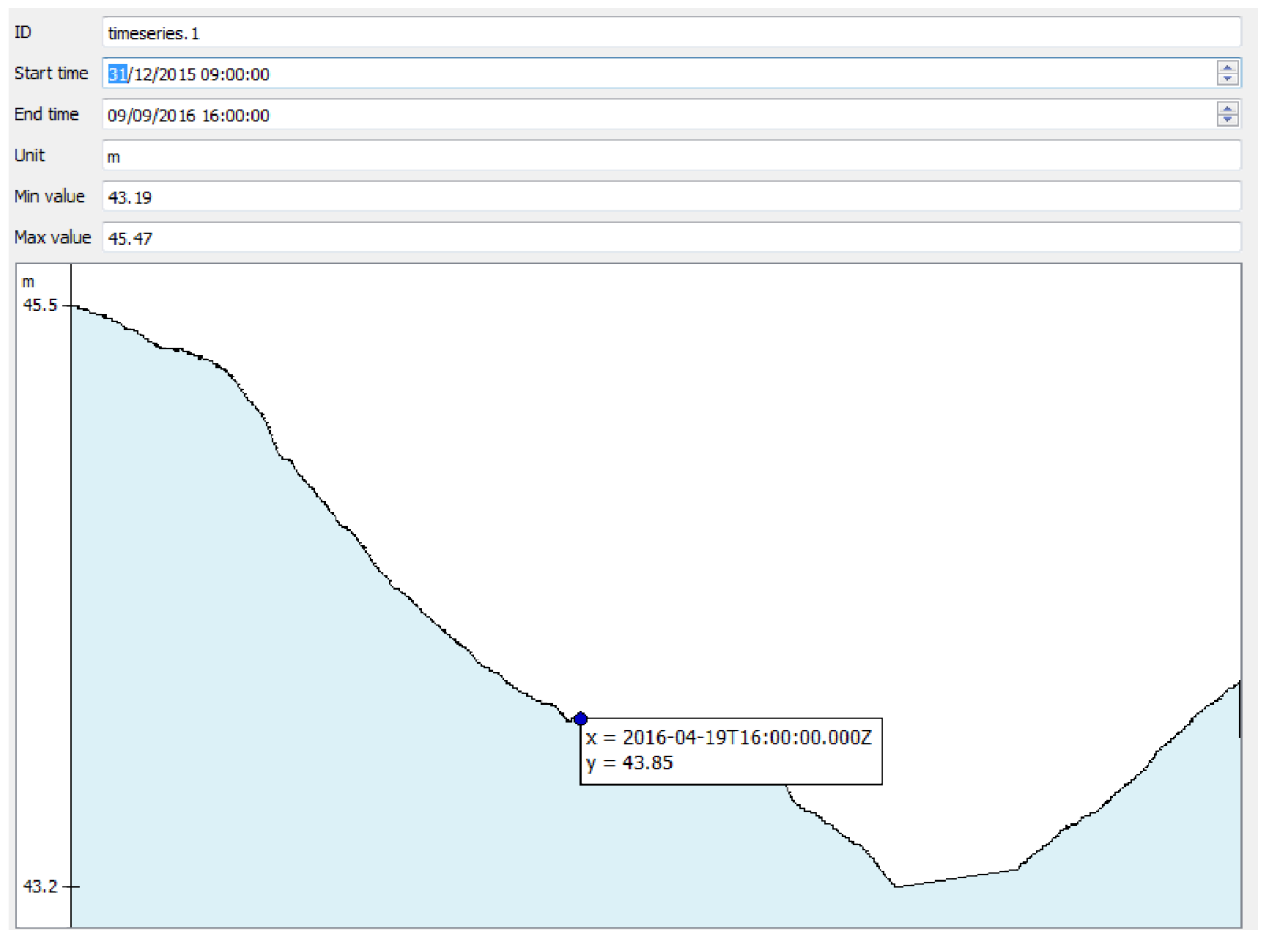 ID timeseries.1
Start time 31/12/2015 09:00:00
End time 09/09/2016 16:00:00
Unit m
Min value 43.19
Max value 45.47
m
45.5
x = 2016-04-19T16:00:00.000Z
y = 43.85
43.2